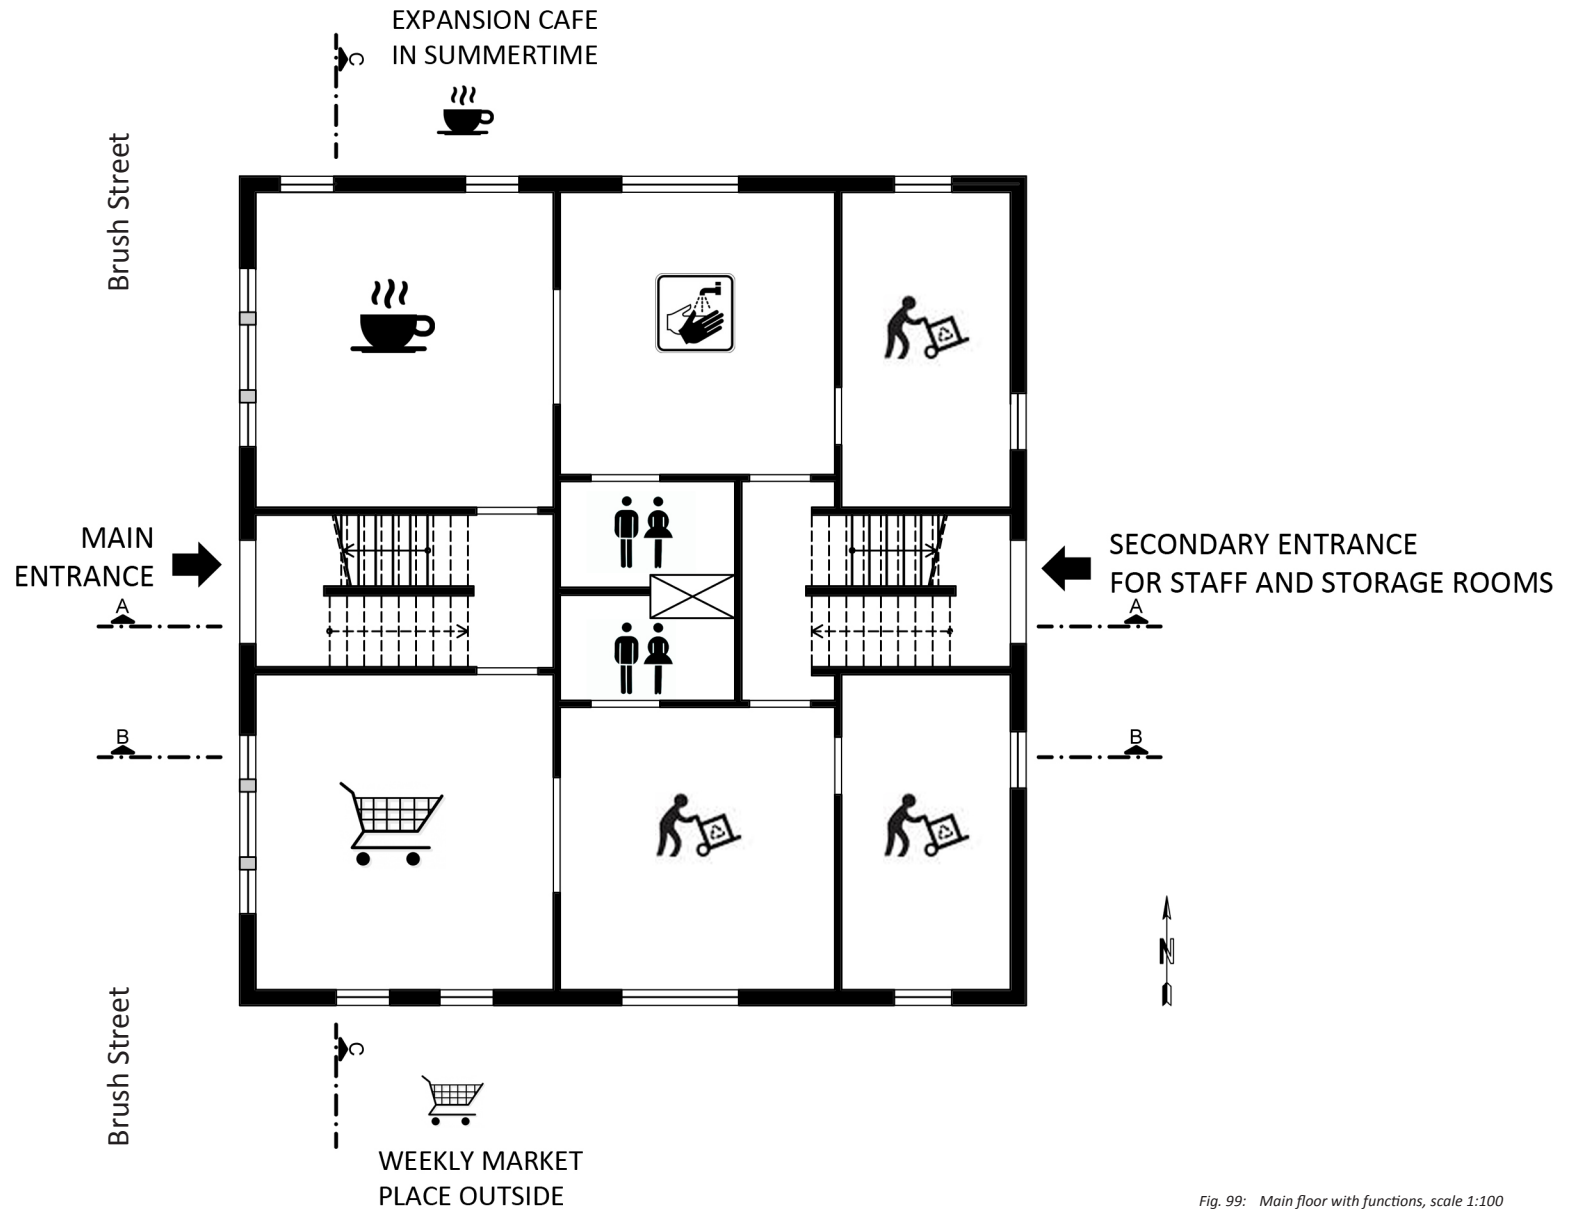 EXPANSION CAFE
IN SUMMERTIME
C
Brush Street
MAIN
ENTRANCE
SECONDARY ENTRANCE
FOR STAFF AND STORAGE ROOMS
A
A
B
B
N
Brush Street
C
WEEKLY MARKET
PLACE OUTSIDE
Fig. 99: Main floor with functions, scale 1:100